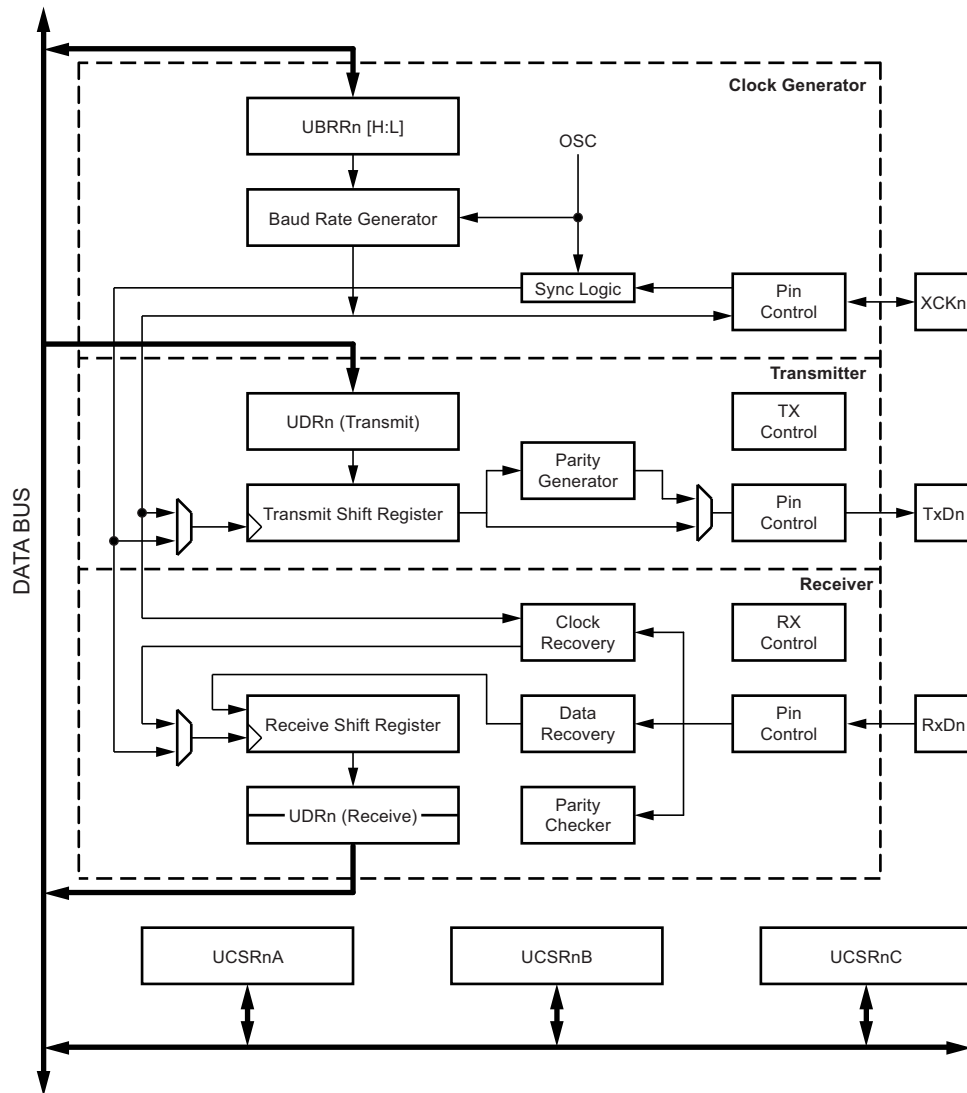 Clock Generator
UBRRn [H:L]
OSC
Baud Rate Generator
Sync Logic
Pin
Control
XCKn
Transmitter
UDRn (Transmit)
TX
Control
Parity
Generator
Transmit Shift Register
Pin
Control
TxDn
DATA BUS
Receiver
Clock
Recovery
RX
Control
Receive Shift Register
Data
Recovery
Pin
Control
RxDn
UDRn (Receive)
Parity
Checker
UCSRnA
UCSRnB
UCSRnC